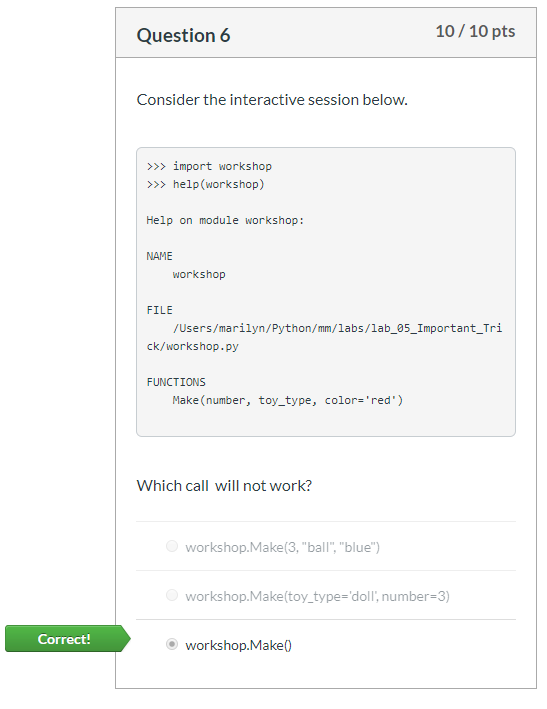 Question 6
10 / 10 pts
Consider the interactive session below.
>>> import workshop
>>> help(workshop)
Help on module workshop:
NAME
workshop
FILE
/Users/marilyn/Python/mm/labs/lab_05_Important_Tri
ck/workshop.py
FUNCTIONS
Make(number, toy_type, color='red')
Which call will not work?
workshop.Make(3, "ball", "blue")
workshop.Make(toy_type='doll', number=3)
Correct!
workshop.Make()